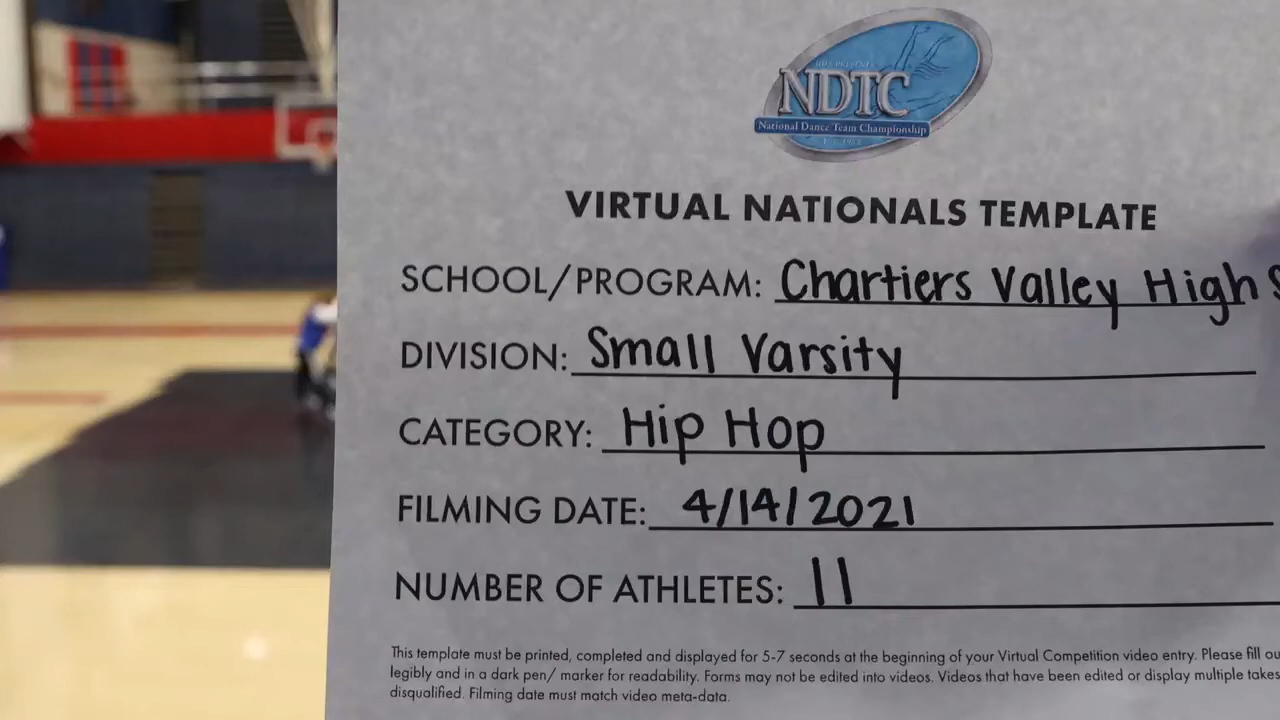 NDTC
National Dance Team Championship
VIRTUAL NATIONALS TEMPLATE
SCHOOL/PROGRAM: Chartiers Valley High S
DIVISION: Small Varsity
CATEGORY: Hip Hop
FILMING DATE: 4/14/2021
NUMBER OF ATHLETES: 11
This template must be printed, completed and displayed for 5-7 seconds at the beginning of your Virtual Competition video entry. Please fill ou
legibly and in a dark pen/ marker for readability. Forms may not be edited into videos. Videos that have been edited or display multiple takes
disqualified. Filming date must match video meta-data.